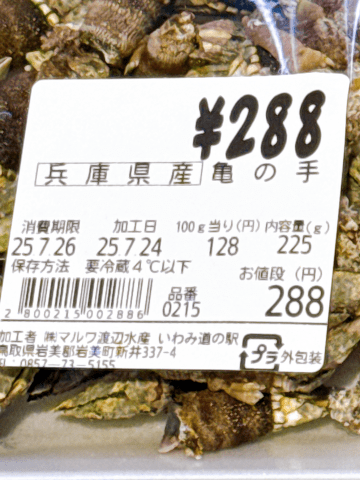 ¥288
兵庫県産 亀の手
消費期限 加工日 100g当り(円) 内容量(g)
25.7.26 25.7.24 128 225
保存方法 要冷蔵4℃以下
お値段 (円)
2 800215 002886 品番 0215 288
加工者 ㈱マルワ渡辺水産 いわみ道の駅
鳥取県岩美郡岩美町新井337-4
TEL:0857-73-5155
プラ 外包装